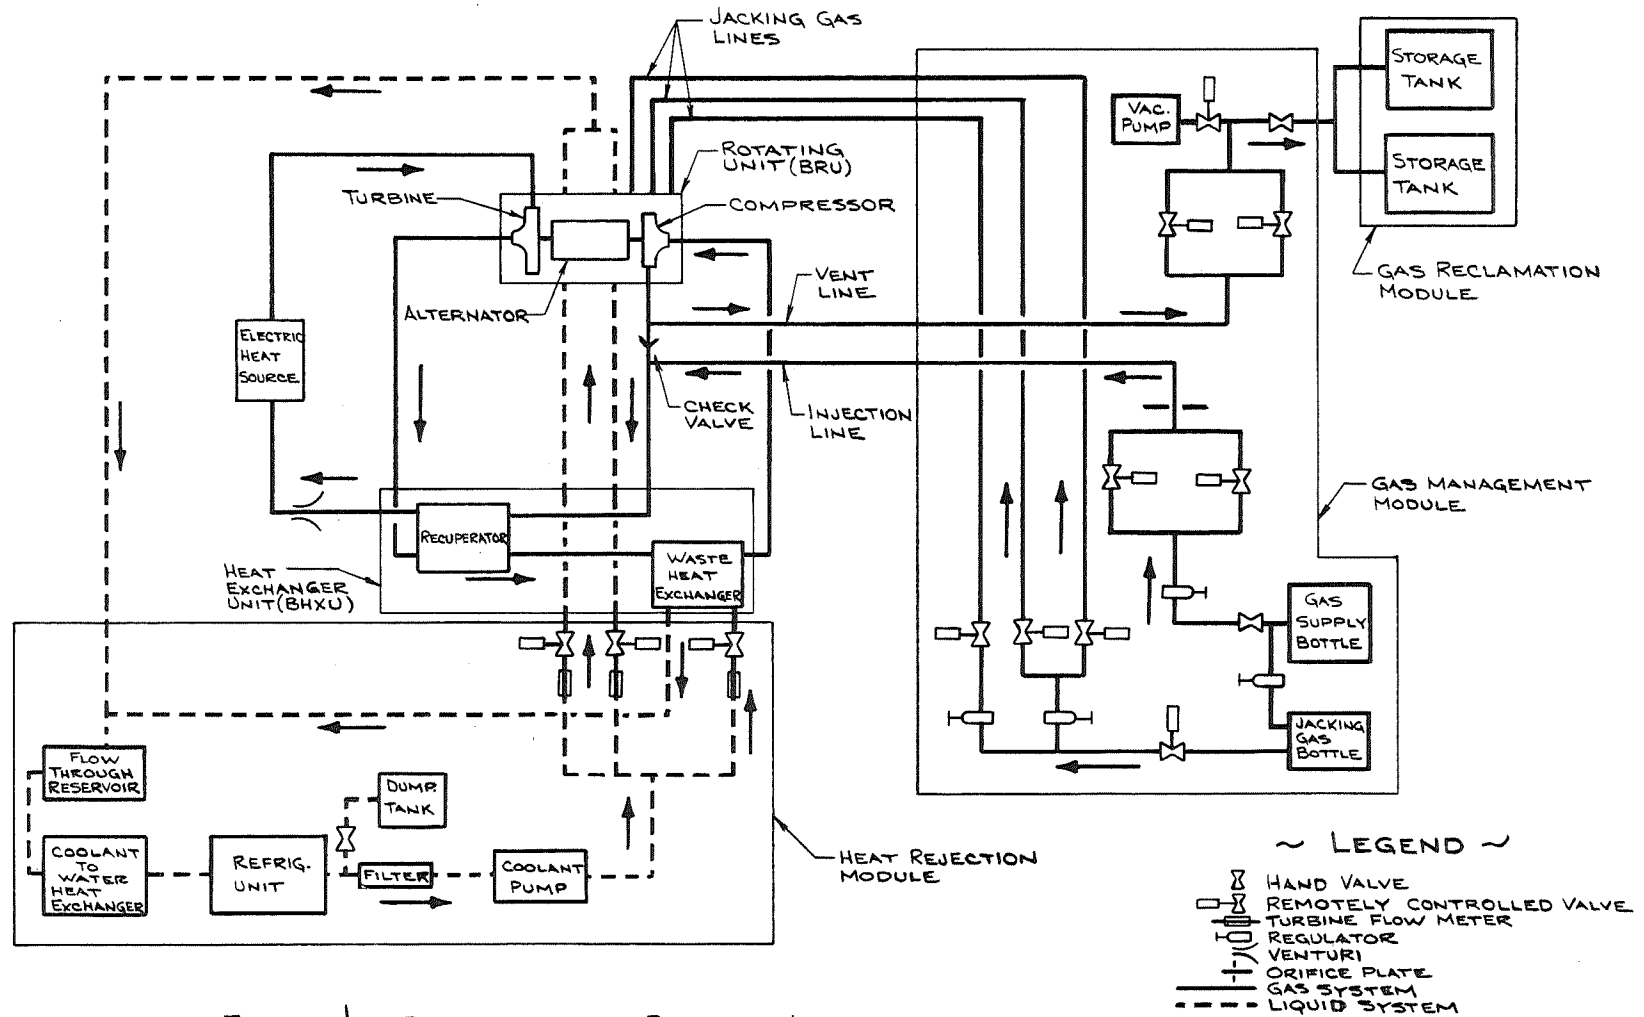 JACKING GAS
LINES
STORAGE
TANK
VAC.
PUMP
STORAGE
TANK
ROTATING
UNIT (BRU)
TURBINE
COMPRESSOR
GAS RECLAMATION
MODULE
VENT
LINE
ALTERNATOR
ELECTRIC
HEAT
SOURCE
CHECK
VALVE
INJECTION
LINE
GAS MANAGEMENT
MODULE
RECUPERATOR
WASTE
HEAT
EXCHANGER
HEAT
EXCHANGER
UNIT (BHXU)
GAS
SUPPLY
BOTTLE
JACKING
GAS
BOTTLE
FLOW
THROUGH
RESERVOIR
DUMP
TANK
COOLANT
TO
WATER
HEAT
EXCHANGER
REFRIG.
UNIT
FILTER
COOLANT
PUMP
HEAT REJECTION
MODULE
~ LEGEND ~
HAND VALVE
REMOTELY CONTROLLED VALVE
TURBINE FLOW METER
REGULATOR
VENTURI
ORIFICE PLATE
GAS SYSTEM
LIQUID SYSTEM